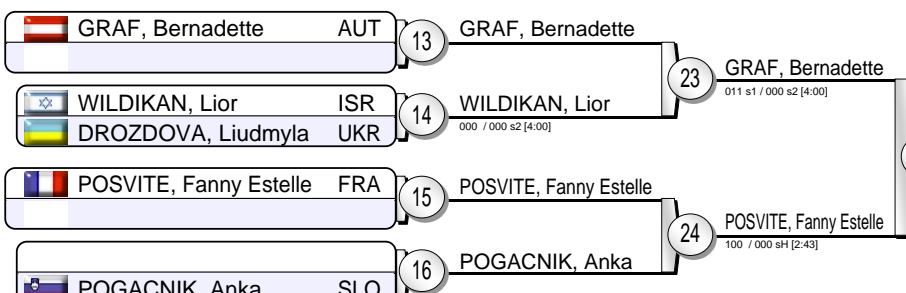 GRAF, Bernadette AUT
13
GRAF, Bernadette
23
GRAF, Bernadette
011 s1 / 000 s2 [4:00]
WILDIKAN, Lior ISR
DROZDOVA, Liudmyla UKR
14
WILDIKAN, Lior
000 / 000 s2 [4:00]
POSVITE, Fanny Estelle FRA
15
POSVITE, Fanny Estelle
24
POSVITE, Fanny Estelle
100 / 000 sH [2:43]
POGACNIK, Anka SLO
16
POGACNIK, Anka